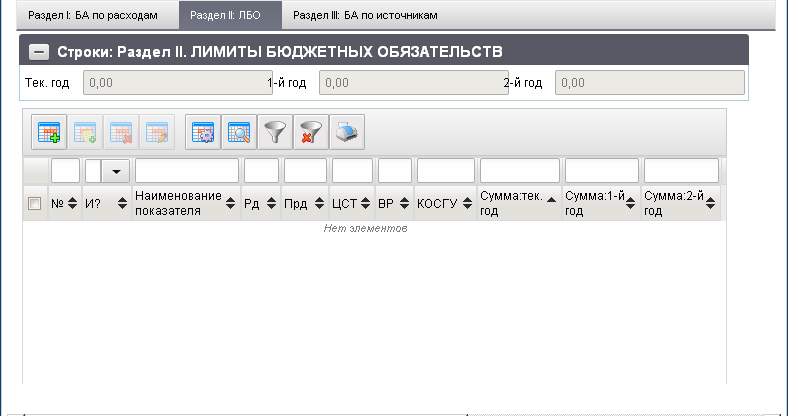 Раздел I: БА по расходам Раздел II: ЛБО Раздел III: БА по источникам
Строки: Раздел II. ЛИМИТЫ БЮДЖЕТНЫХ ОБЯЗАТЕЛЬСТВ
Тек. год 0,00 1-й год 0,00 2-й год 0,00
№ И? Наименование показателя Рд Прд ЦСТ ВР КОСГУ Сумма:тек. год Сумма:1-й год Сумма:2-й год
Нет элементов